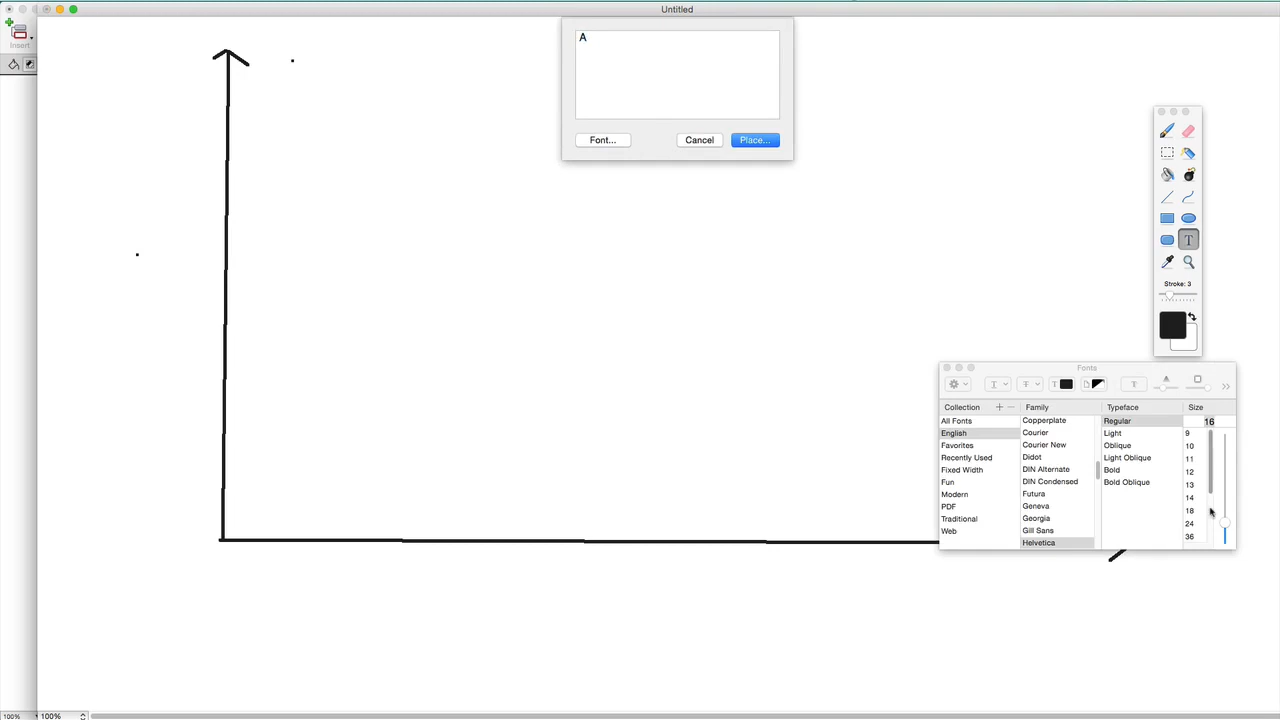 Untitled
Insert
A
Font...
Cancel
Place...
T
Stroke: 3
Fonts
T
T
T
T
Collection
Family
Typeface
Size
All Fonts
English
Favorites
Recently Used
Fixed Width
Fun
Modern
PDF
Traditional
Web
Copperplate
Courier
Courier New
Didot
DIN Alternate
DIN Condensed
Futura
Geneva
Georgia
Gill Sans
Helvetica
Regular
Light
Oblique
Light Oblique
Bold
Bold Oblique
16
9
10
11
12
13
14
18
24
36
100%
100%